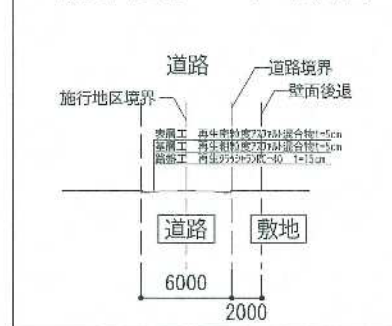 道路
道路境界
施行地区境界
壁面後退
表層工 再生密粒度アスファルト混合物t=5cm
基層工 再生粗粒度アスファルト混合物t=5cm
路盤工 再生クラッシャランRC-40 t=15cm
道路
敷地
6000
2000